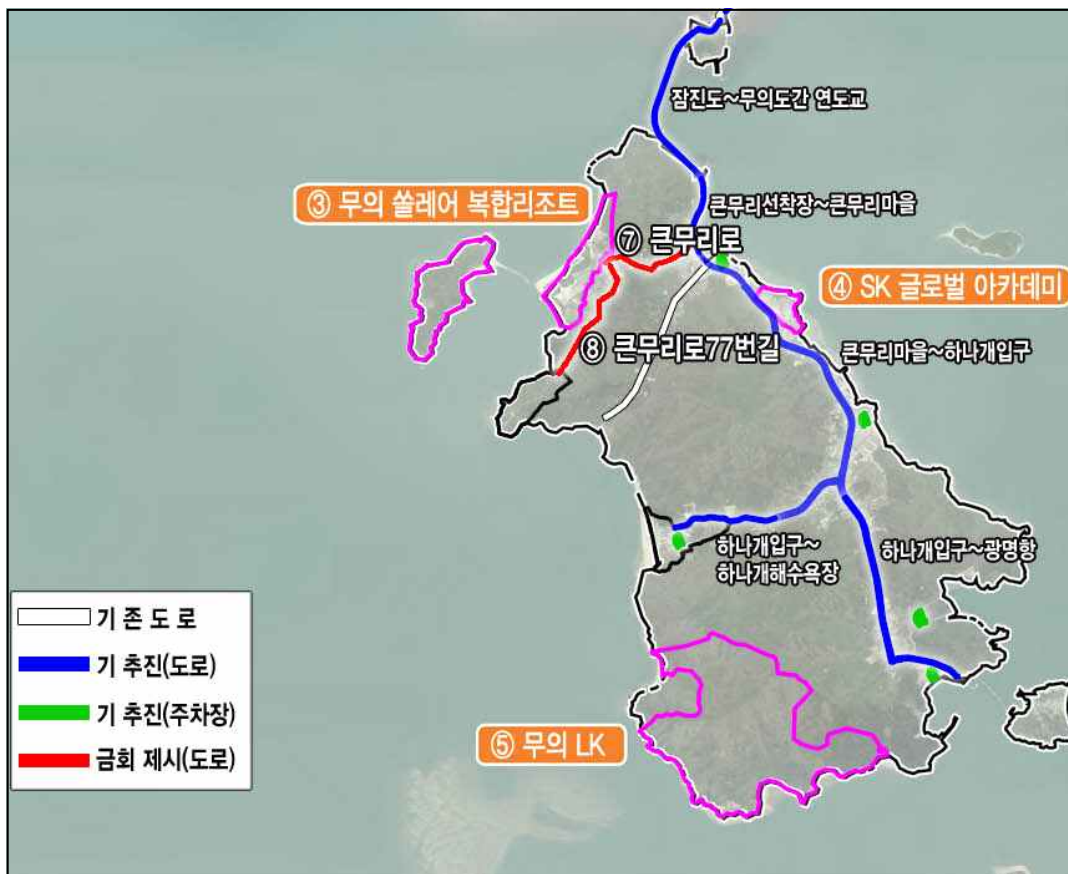 잠진도~무의도간 연도교
③ 무의 쏠레어 복합리조트
큰무리선착장~큰무리마을
⑦ 큰무리로
④ SK 글로벌 아카데미
⑧ 큰무리로77번길
큰무리마을~하나개입구
하나개입구~
하나개해수욕장
하나개입구~광명항
기 존 도 로
기 추진(도로)
기 추진(주차장)
금회 제시(도로)
⑤ 무의 LK